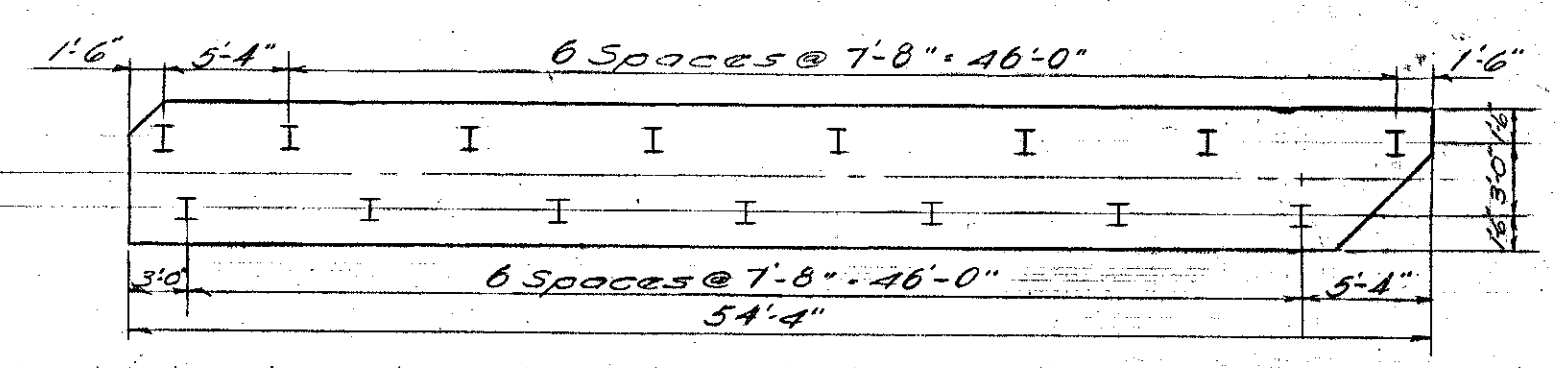 1'-6" 5'-4" 6 Spaces @ 7'-8" = 46'-0" 1'-6"
1'-6" 3'-0" 1'-6"
3'-0" 6 Spaces @ 7'-8" = 46'-0" 5'-4"
54'-4"